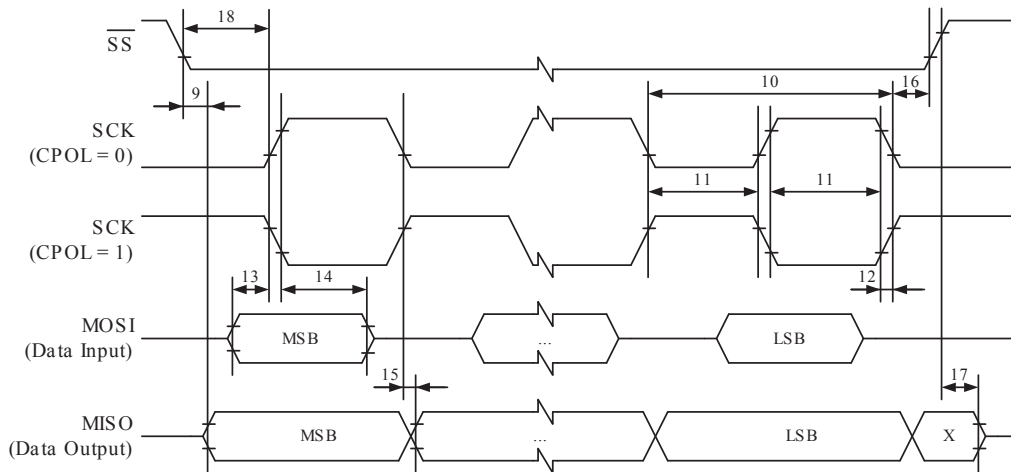 18
SS
9
10
16
SCK
(CPOL = 0)
11
11
SCK
(CPOL = 1)
12
13
14
MOSI
(Data Input)
MSB
...
LSB
15
17
MISO
(Data Output)
MSB
...
LSB
X